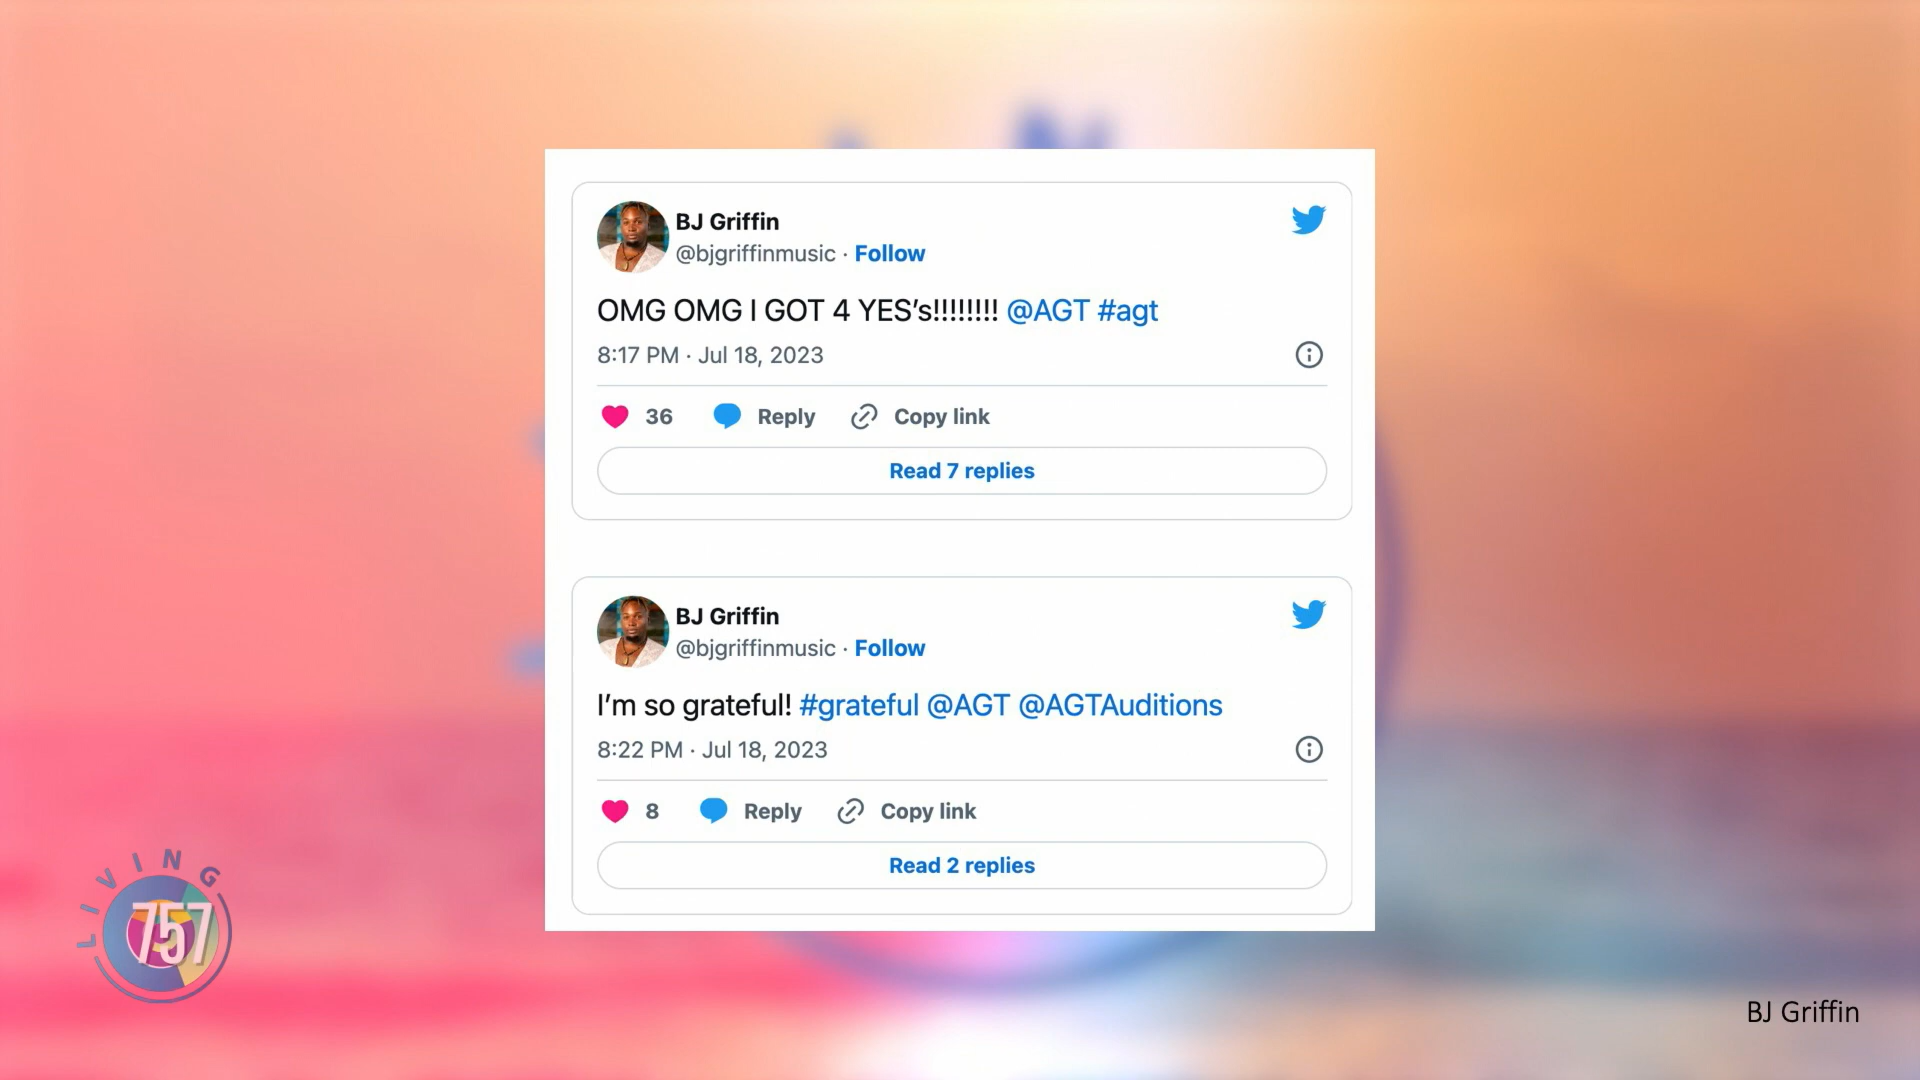 BJ Griffin
@bjgriffinmusic · Follow
OMG OMG I GOT 4 YES’s!!!!!!!! @AGT #agt
8:17 PM · Jul 18, 2023
36 Reply Copy link
Read 7 replies
BJ Griffin
@bjgriffinmusic · Follow
I’m so grateful! #grateful @AGT @AGTAuditions
8:22 PM · Jul 18, 2023
8 Reply Copy link
Read 2 replies
LIVING
757
BJ Griffin